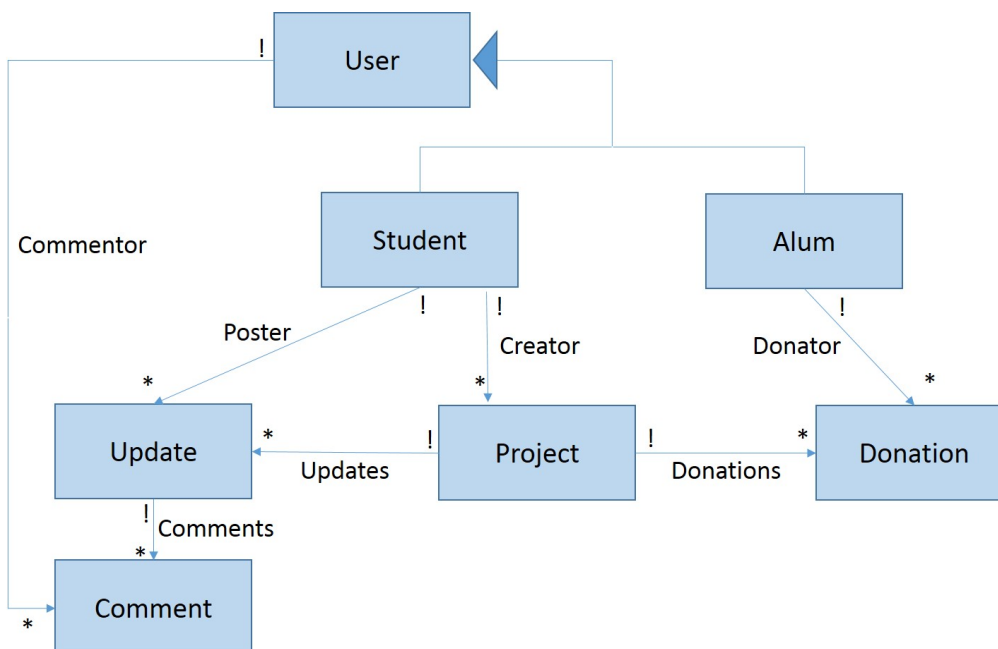 !
User
Student
Alum
Commentor
!
!
!
Poster
Creator
Donator
*
*
*
Update
*
!
Project
!
*
Donation
Updates
Donations
!
Comments
*
Comment
*